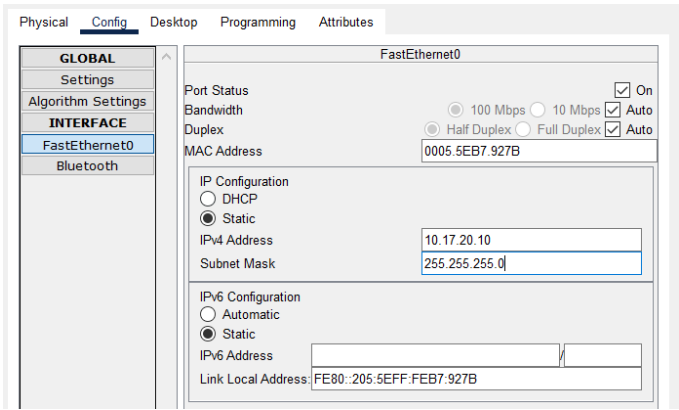 Physical Config Desktop Programming Attributes
GLOBAL
Settings
Algorithm Settings
INTERFACE
FastEthernet0
Bluetooth
FastEthernet0
Port Status On
Bandwidth 100 Mbps 10 Mbps Auto
Duplex Half Duplex Full Duplex Auto
MAC Address 0005.5EB7.927B
IP Configuration
DHCP
Static
IPv4 Address 10.17.20.10
Subnet Mask 255.255.255.0
IPv6 Configuration
Automatic
Static
IPv6 Address /
Link Local Address: FE80::205:5EFF:FEB7:927B